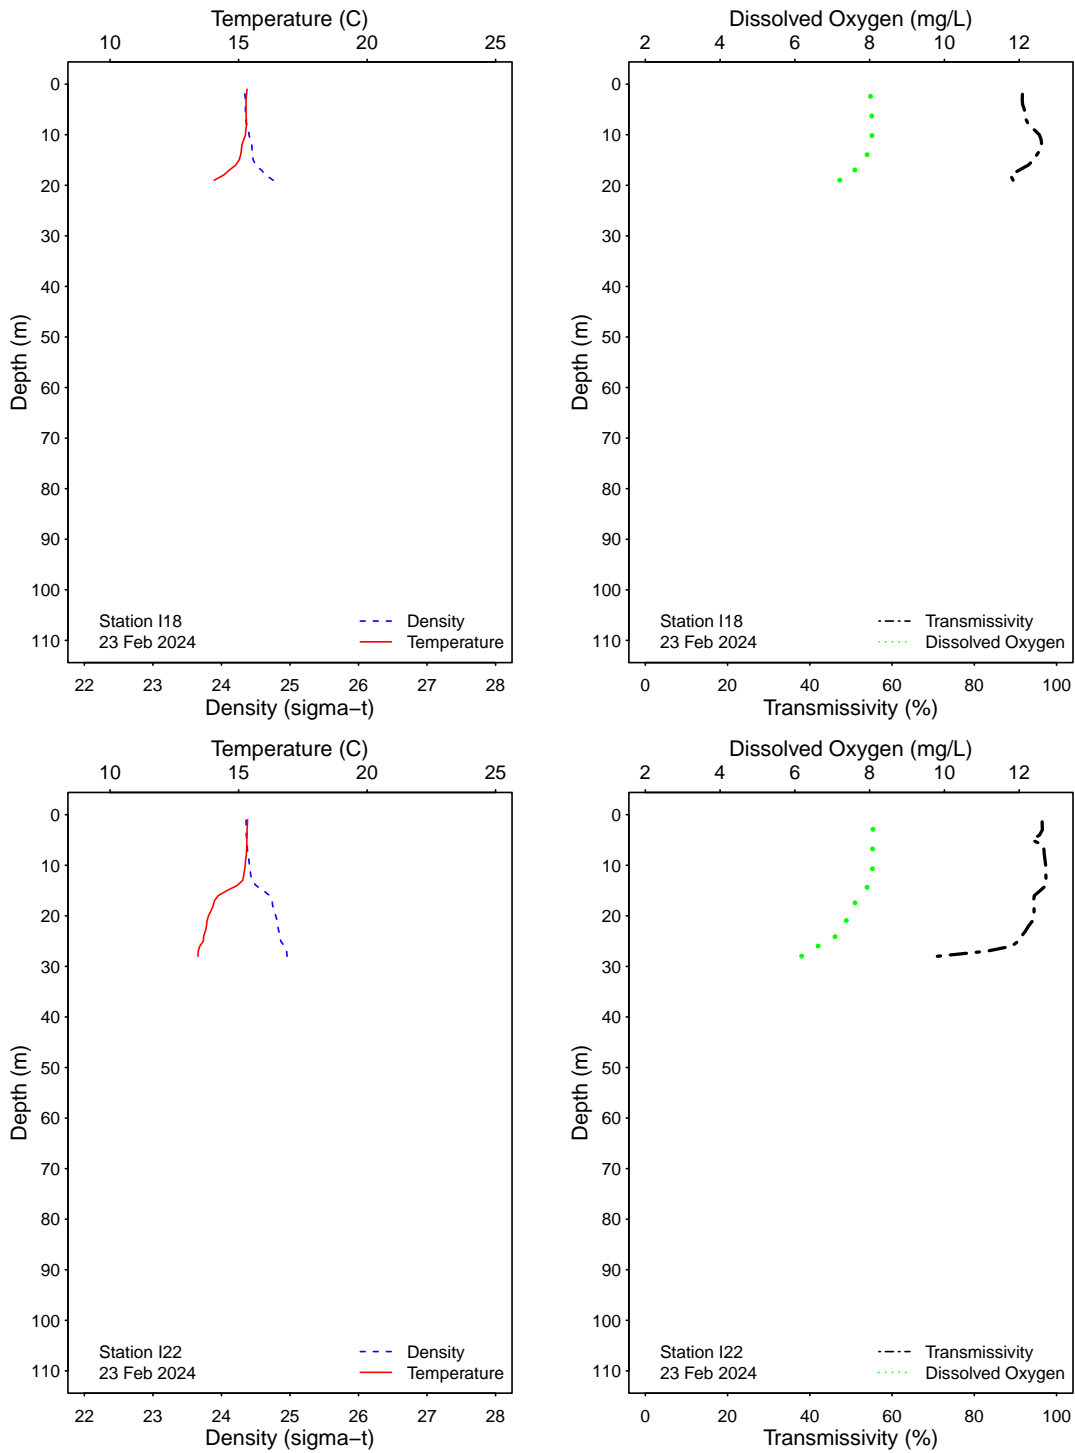 Temperature (C)
10 15 20 25
0
10
20
30
40
50
60
70
80
90
100
110
Depth (m)
Station I18
23 Feb 2024
Density
Temperature
22 23 24 25 26 27 28
Density (sigma−t)
Dissolved Oxygen (mg/L)
2 4 6 8 10 12
0
10
20
30
40
50
60
70
80
90
100
110
Depth (m)
Station I18
23 Feb 2024
Transmissivity
Dissolved Oxygen
0 20 40 60 80 100
Transmissivity (%)
Temperature (C)
10 15 20 25
0
10
20
30
40
50
60
70
80
90
100
110
Depth (m)
Station I22
23 Feb 2024
Density
Temperature
22 23 24 25 26 27 28
Density (sigma−t)
Dissolved Oxygen (mg/L)
2 4 6 8 10 12
0
10
20
30
40
50
60
70
80
90
100
110
Depth (m)
Station I22
23 Feb 2024
Transmissivity
Dissolved Oxygen
0 20 40 60 80 100
Transmissivity (%)